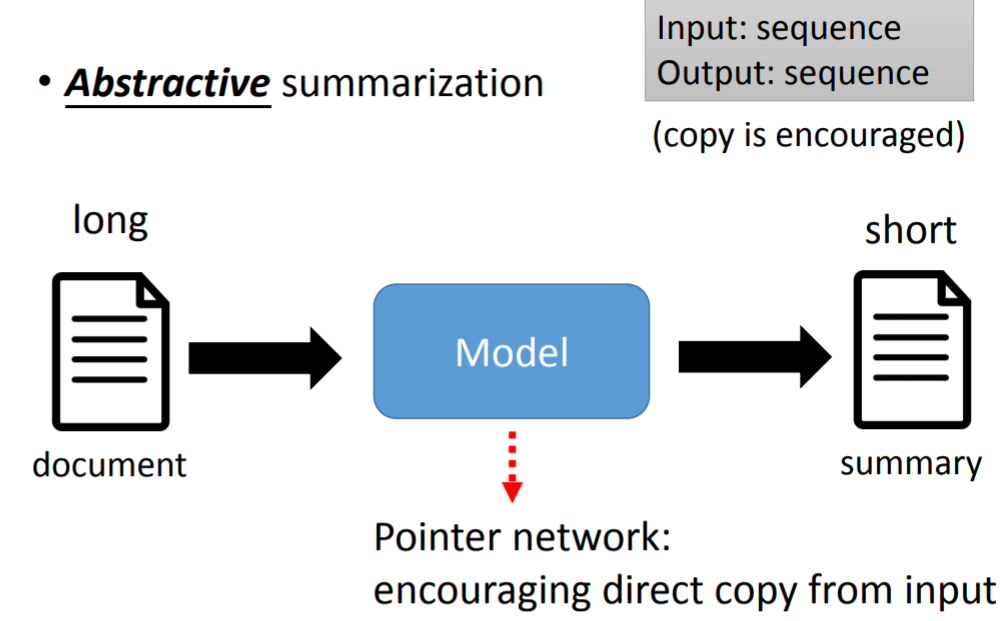 Input: sequence
Output: sequence
• Abstractive summarization
(copy is encouraged)
long
short
Model
document
summary
Pointer network:
encouraging direct copy from input